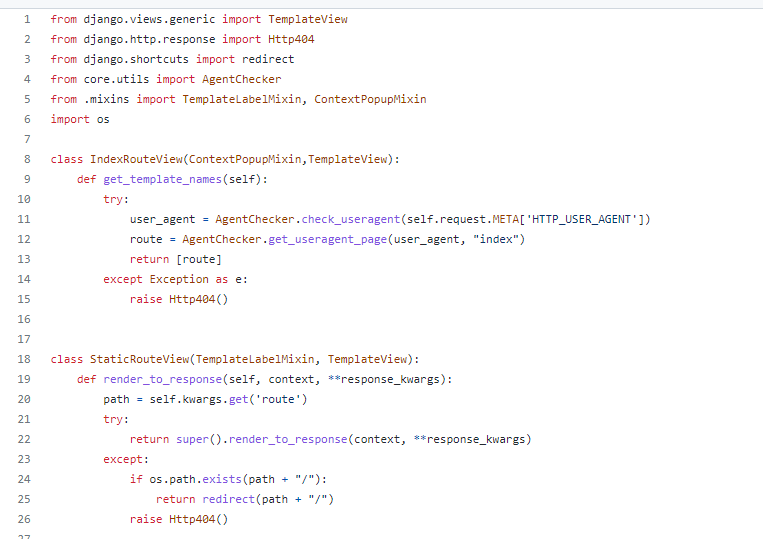 1 from django.views.generic import TemplateView
2 from django.http.response import Http404
3 from django.shortcuts import redirect
4 from core.utils import AgentChecker
5 from .mixins import TemplateLabelMixin, ContextPopupMixin
6 import os
7
8 class IndexRouteView(ContextPopupMixin,TemplateView):
9     def get_template_names(self):
10         try:
11             user_agent = AgentChecker.check_useragent(self.request.META['HTTP_USER_AGENT'])
12             route = AgentChecker.get_useragent_page(user_agent, "index")
13             return [route]
14         except Exception as e:
15             raise Http404()
16
17
18 class StaticRouteView(TemplateLabelMixin, TemplateView):
19     def render_to_response(self, context, **response_kwargs):
20         path = self.kwargs.get('route')
21         try:
22             return super().render_to_response(context, **response_kwargs)
23         except:
24             if os.path.exists(path + "/"):
25                 return redirect(path + "/")
26             raise Http404()
27